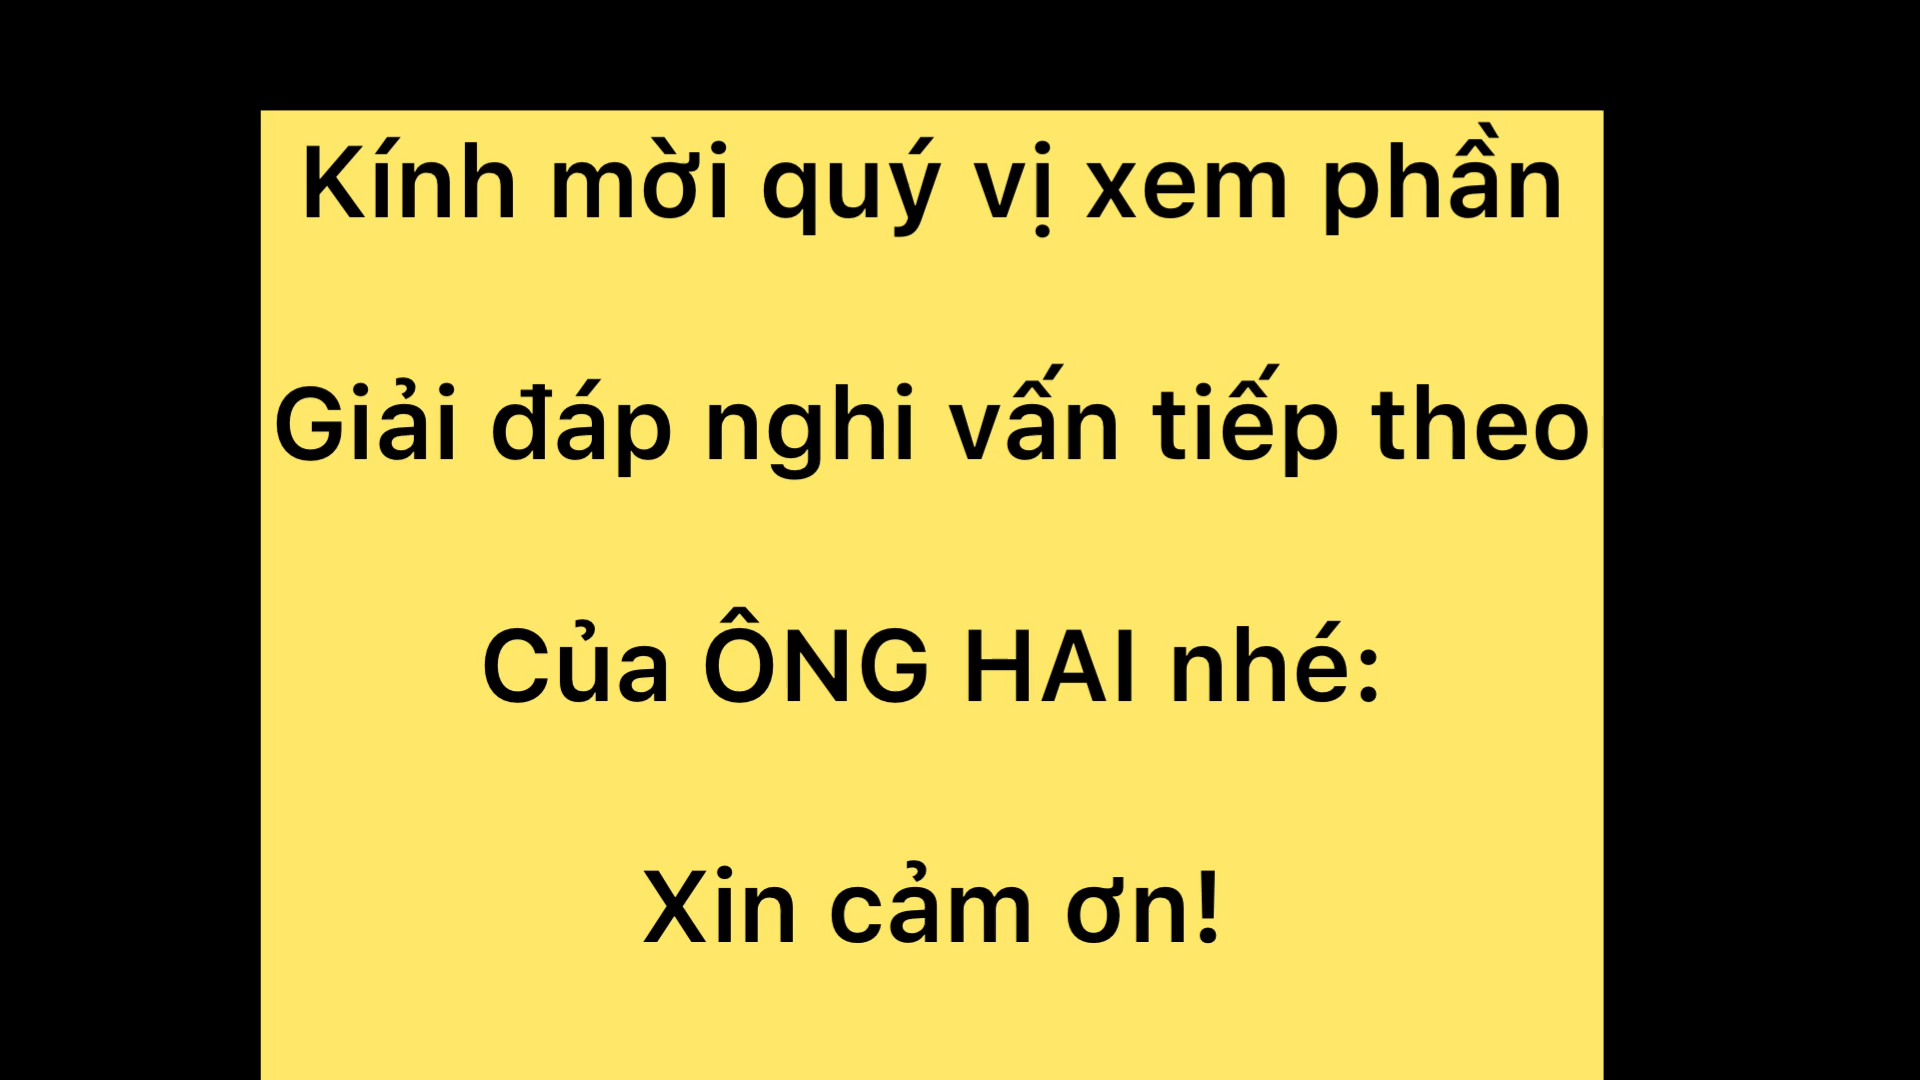 Kính mời quý vị xem phần
Giải đáp nghi vấn tiếp theo
Của ÔNG HAI nhé:
Xin cảm ơn!